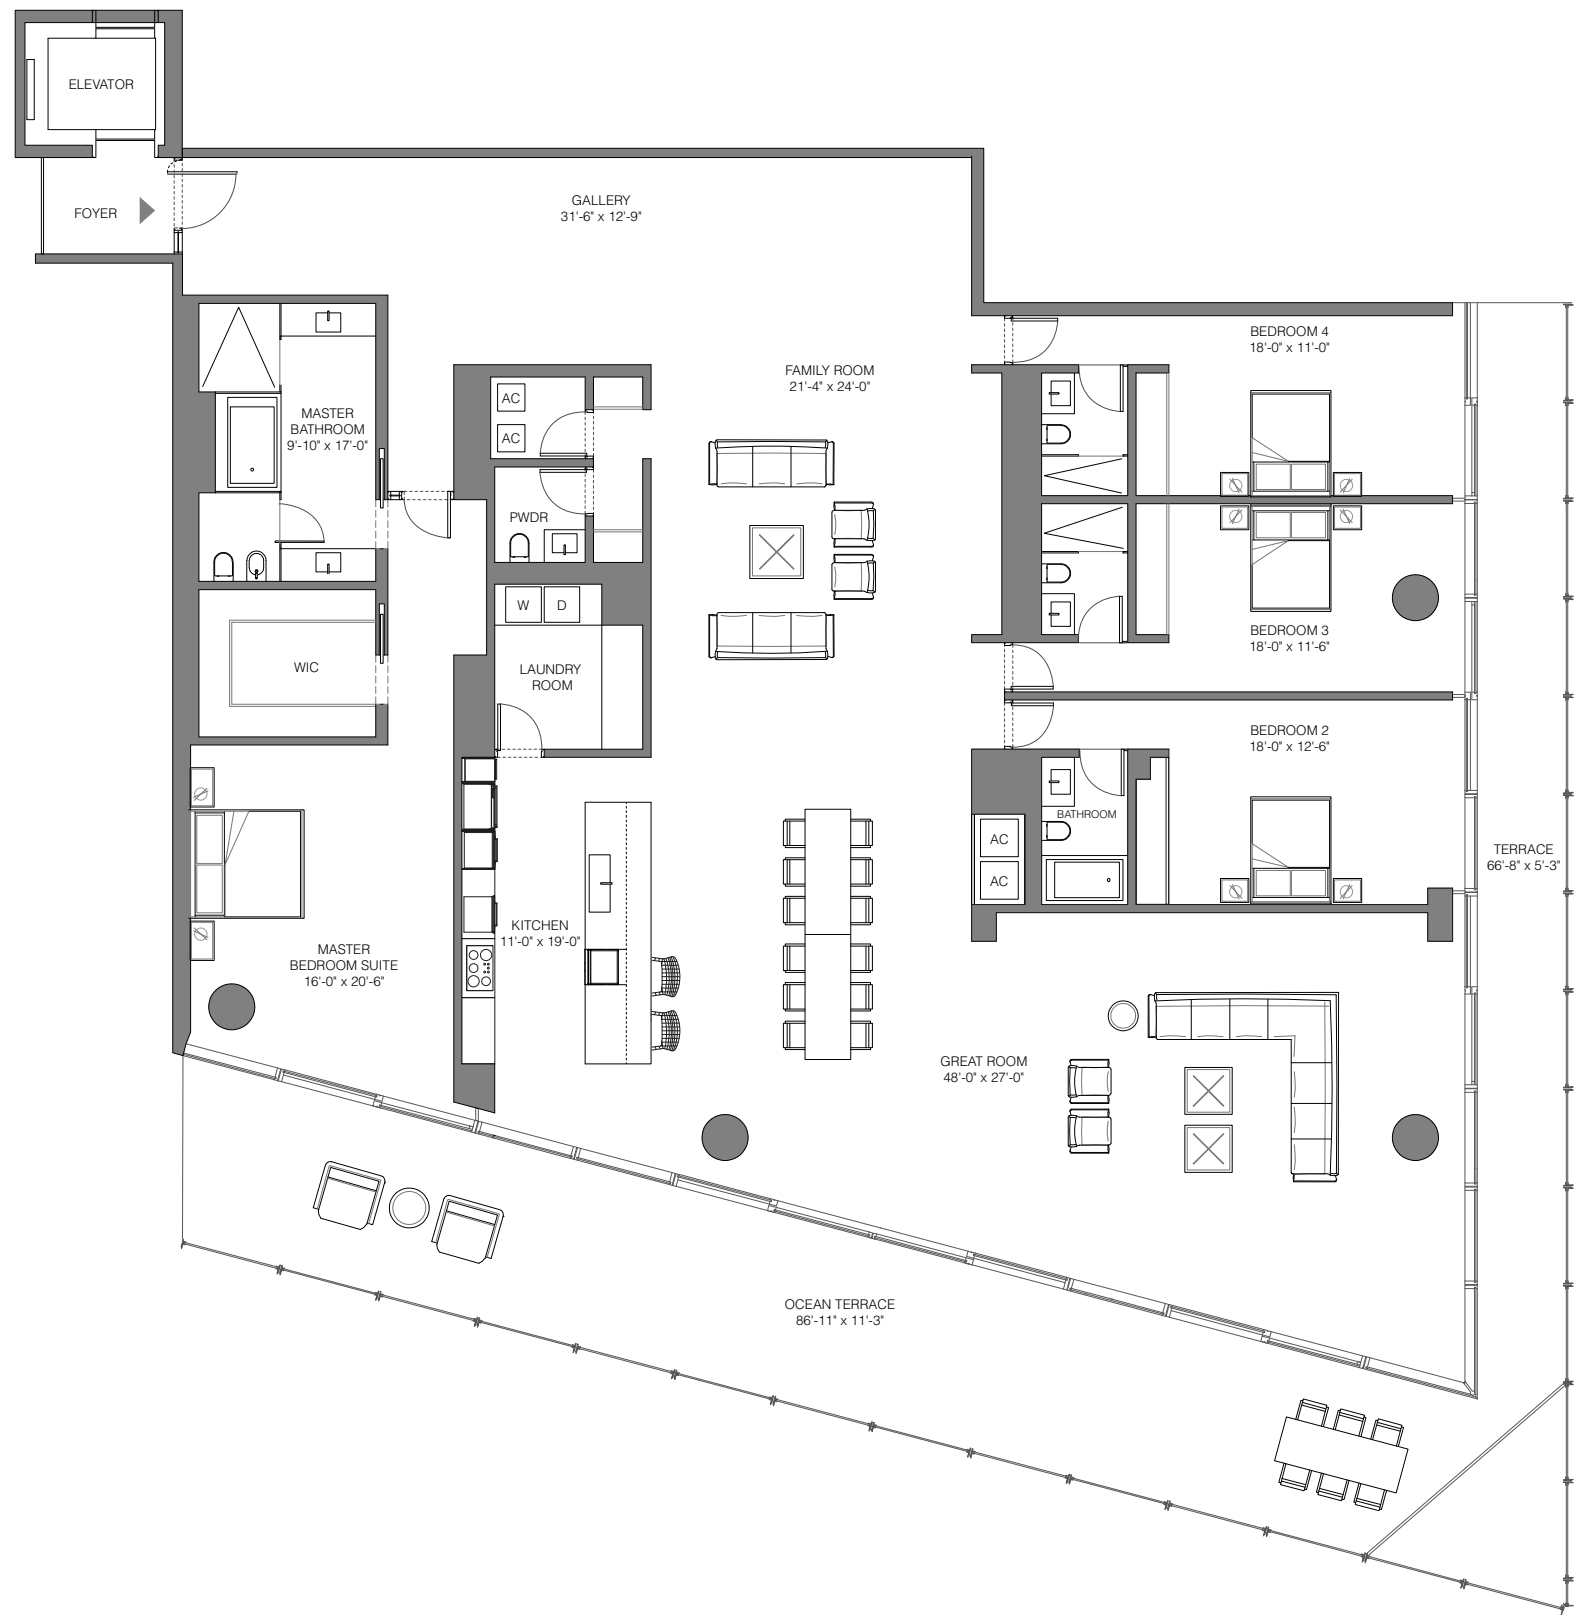 ELEVATOR
FOYER
GALLERY
31'-6" x 12'-9"
BEDROOM 4
18'-0" x 11'-0"
FAMILY ROOM
21'-4" x 24'-0"
AC
AC
MASTER
BATHROOM
9'-10" x 17'-0"
PWDR
W
D
BEDROOM 3
18'-0" x 11'-6"
WIC
LAUNDRY
ROOM
BEDROOM 2
18'-0" x 12'-6"
BATHROOM
AC
AC
TERRACE
66'-8" x 5'-3"
KITCHEN
11'-0" x 19'-0"
MASTER
BEDROOM SUITE
16'-0" x 20'-6"
GREAT ROOM
48'-0" x 27'-0"
OCEAN TERRACE
86'-11" x 11'-3"